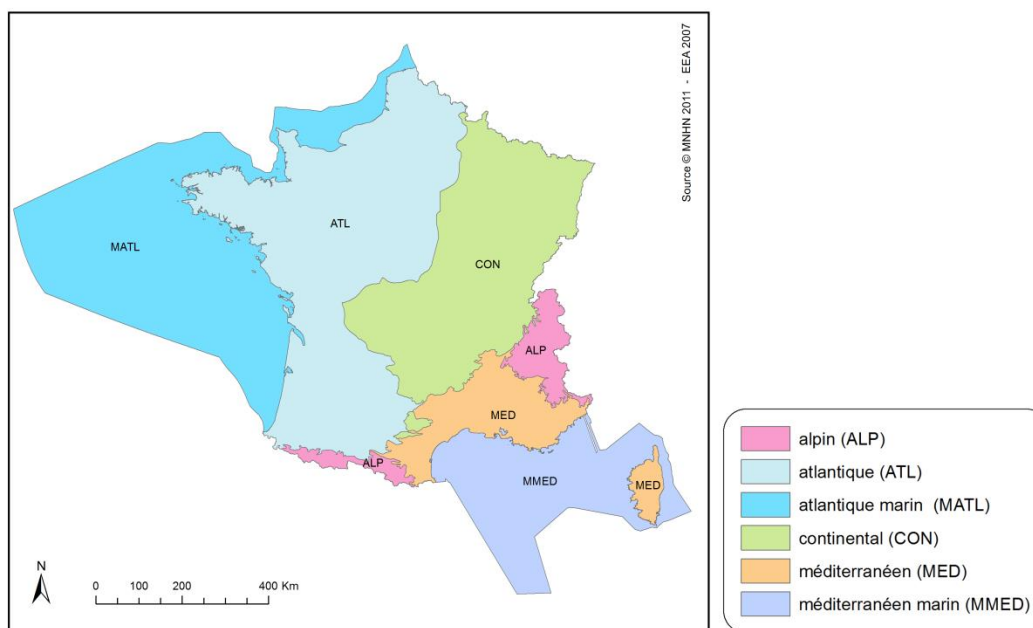 Source © MNHN 2011 - EEA 2007
ATL
MATL
CON
ALP
MED
ALP
MMED
MED
N
0 100 200 400 Km
alpin (ALP)
atlantique (ATL)
atlantique marin (MATL)
continental (CON)
méditerranéen (MED)
méditerranéen marin (MMED)